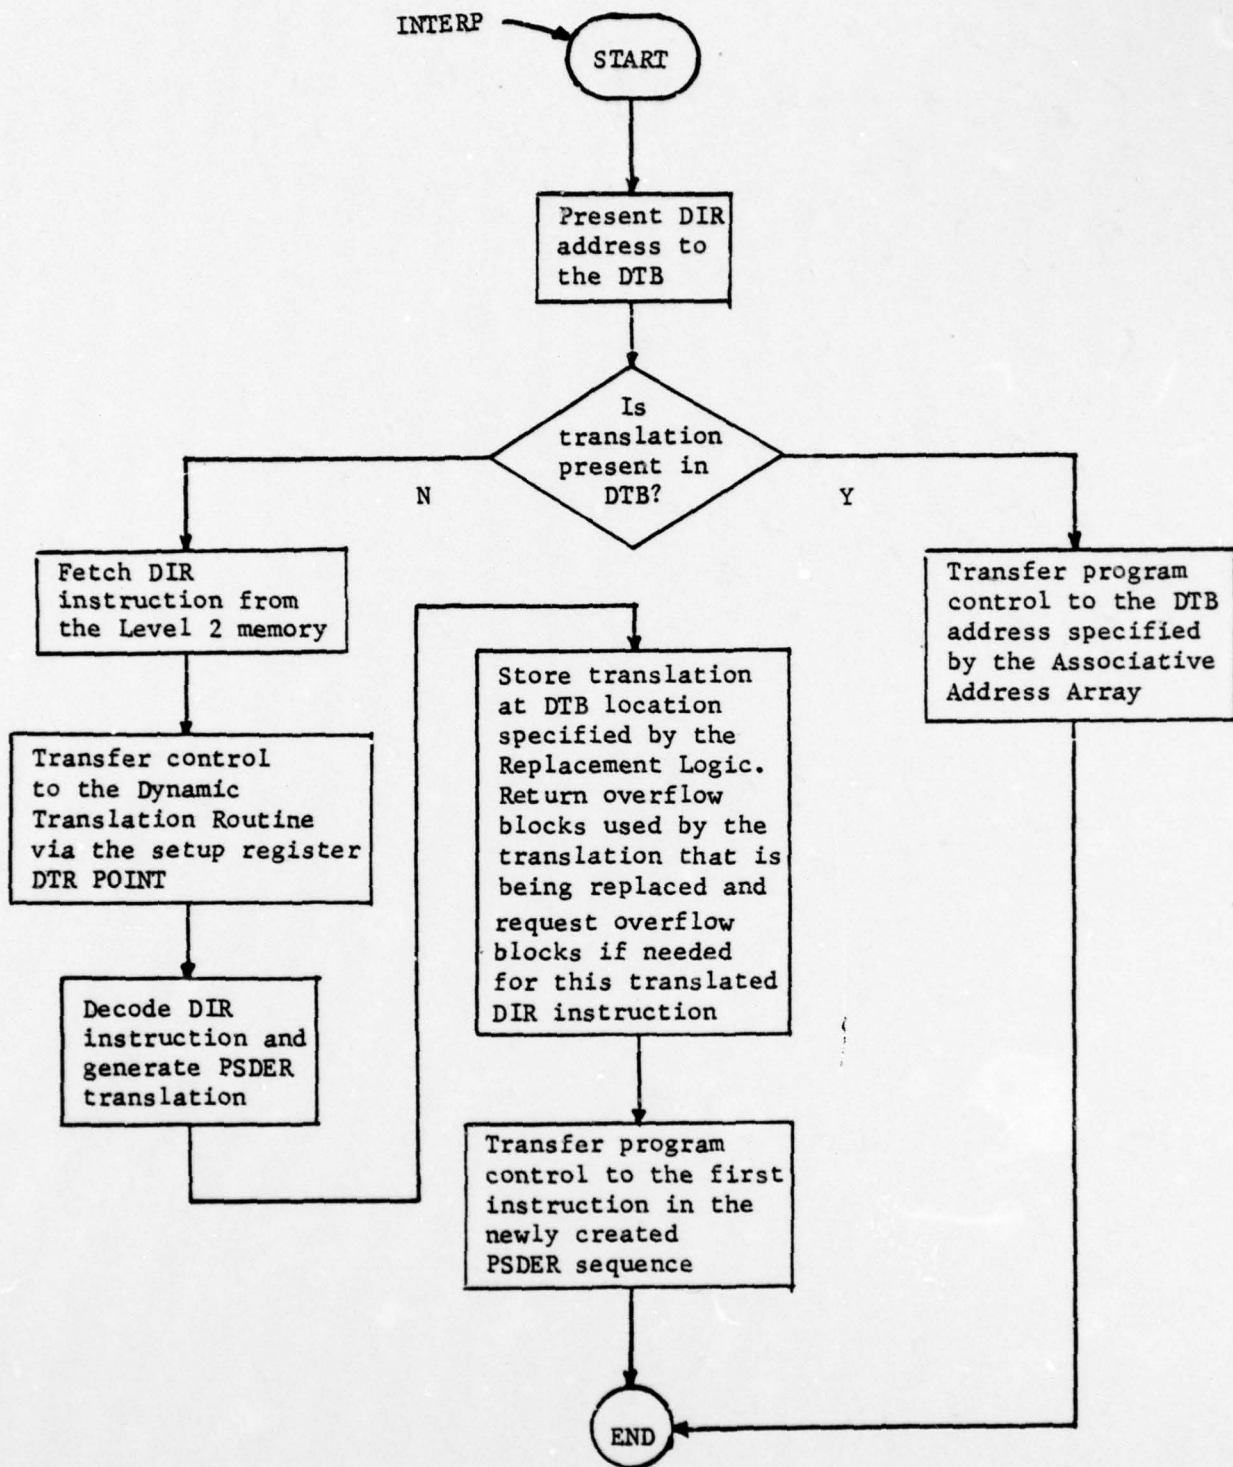 INTERP
START
Present DIR
address to
the DTB
Is
translation
present in
DTB?
N
Y
Fetch DIR
instruction from
the Level 2 memory
Transfer control
to the Dynamic
Translation Routine
via the setup register
DTR POINT
Decode DIR
instruction and
generate PSDER
translation
Store translation
at DTB location
specified by the
Replacement Logic.
Return overflow
blocks used by the
translation that is
being replaced and
request overflow
blocks if needed
for this translated
DIR instruction
Transfer program
control to the first
instruction in the
newly created
PSDER sequence
Transfer program
control to the DTB
address specified
by the Associative
Address Array
END